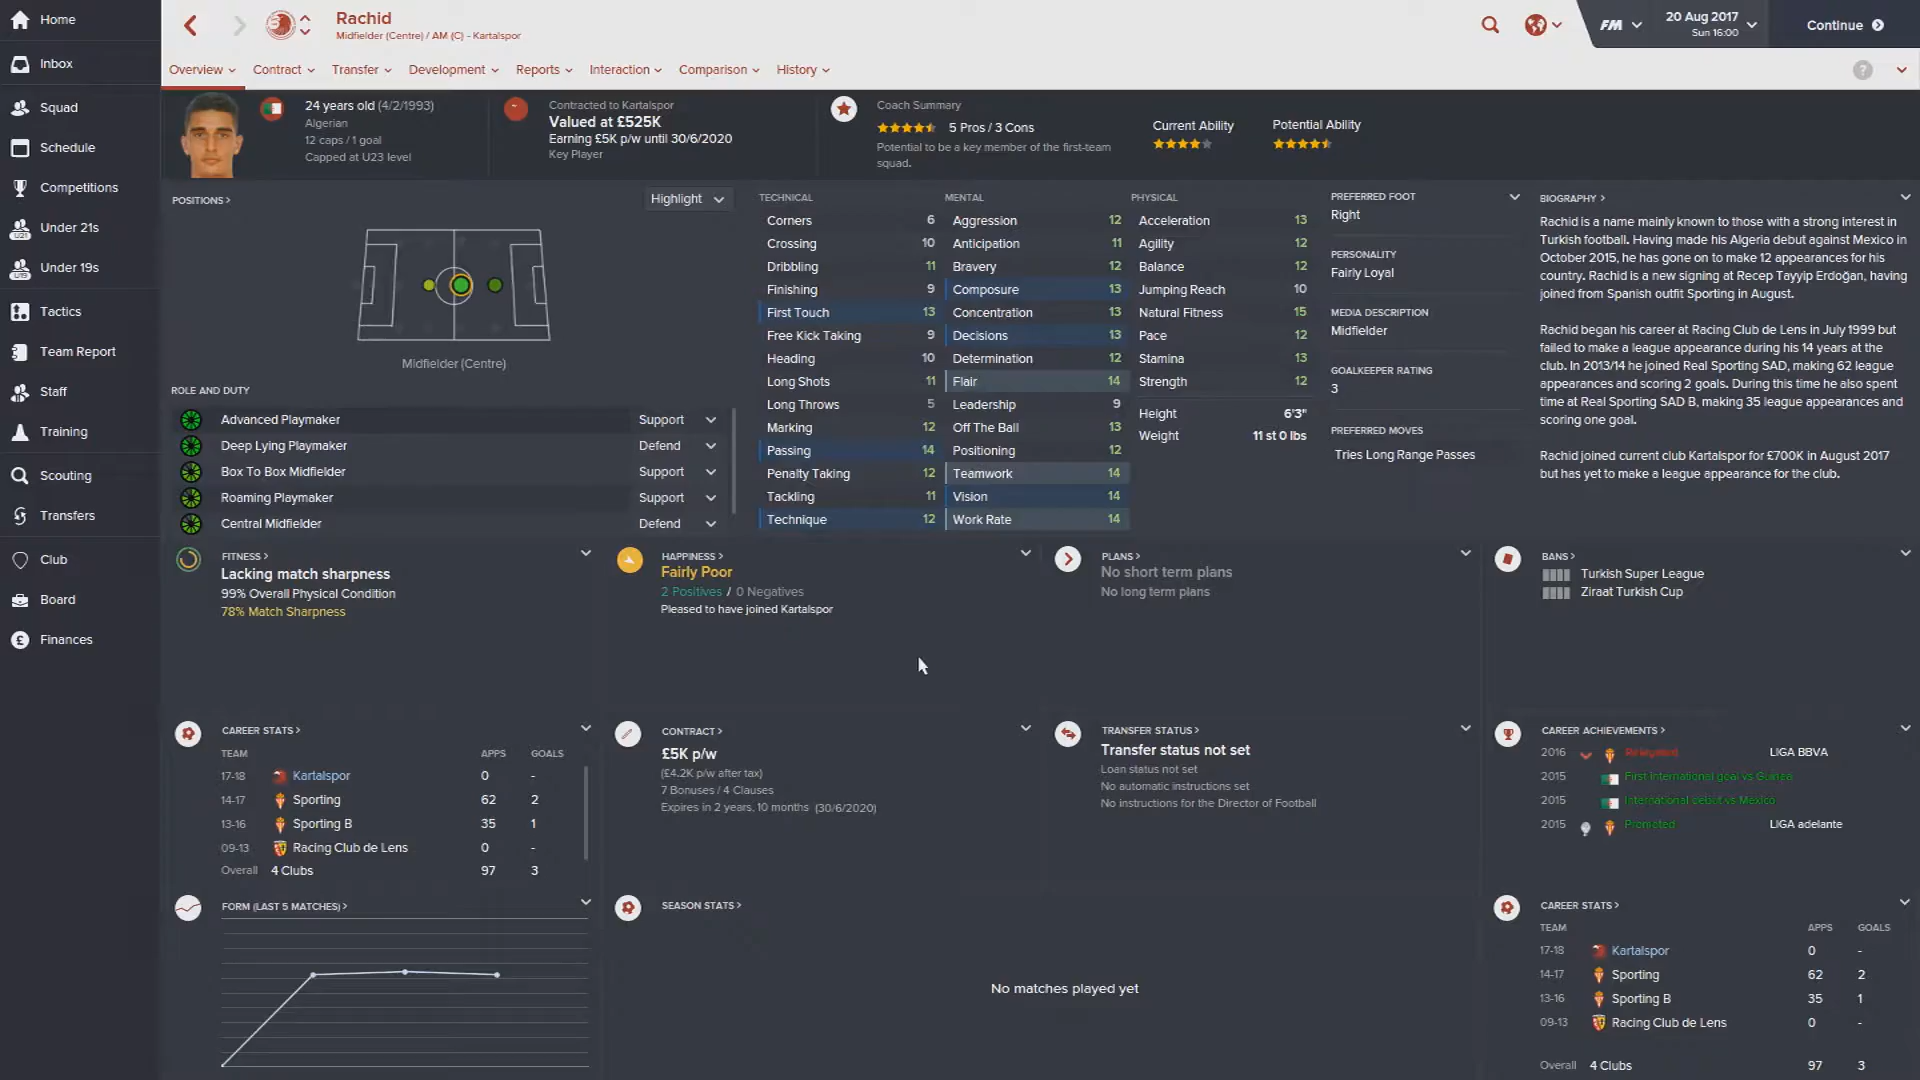 Home
Inbox
Squad
Schedule
Competitions
Under 21s
Under 19s
Tactics
Team Report
Staff
Training
Scouting
Transfers
Club
Board
Finances
Rachid
Midfielder (Centre) / AM (C) - Kartalspor
FM
20 Aug 2017
Sun 16:00
Continue
Overview
Contract
Transfer
Development
Reports
Interaction
Comparison
History
?
24 years old (4/2/1993)
Algerian
12 caps / 1 goal
Capped at U23 level
Contracted to Kartalspor
Valued at £525K
Earning £5K p/w until 30/6/2020
Key Player
Coach Summary
5 Pros / 3 Cons
Potential to be a key member of the first-team
squad.
Current Ability
Potential Ability
POSITIONS >
Highlight
Midfielder (Centre)
ROLE AND DUTY
Advanced Playmaker Support
Deep Lying Playmaker Defend
Box To Box Midfielder Support
Roaming Playmaker Support
Central Midfielder Defend
TECHNICAL
Corners 6
Crossing 10
Dribbling 11
Finishing 9
First Touch 13
Free Kick Taking 9
Heading 10
Long Shots 11
Long Throws 5
Marking 12
Passing 14
Penalty Taking 12
Tackling 11
Technique 12
MENTAL
Aggression 12
Anticipation 11
Bravery 12
Composure 13
Concentration 13
Decisions 13
Determination 12
Flair 14
Leadership 9
Off The Ball 13
Positioning 12
Teamwork 14
Vision 14
Work Rate 14
PHYSICAL
Acceleration 13
Agility 12
Balance 12
Jumping Reach 10
Natural Fitness 15
Pace 12
Stamina 13
Strength 12
Height 6'3"
Weight 11 st 0 lbs
PREFERRED FOOT
Right
PERSONALITY
Fairly Loyal
MEDIA DESCRIPTION
Midfielder
GOALKEEPER RATING
3
PREFERRED MOVES
Tries Long Range Passes
BIOGRAPHY >
Rachid is a name mainly known to those with a strong interest in
Turkish football. Having made his Algeria debut against Mexico in
October 2015, he has gone on to make 12 appearances for his
country. Rachid is a new signing at Recep Tayyip Erdoğan, having
joined from Spanish outfit Sporting in August.
Rachid began his career at Racing Club de Lens in July 1999 but
failed to make a league appearance during his 14 years at the
club. In 2013/14 he joined Real Sporting SAD, making 62 league
appearances and scoring 2 goals. During this time he also spent
time at Real Sporting SAD B, making 35 league appearances and
scoring one goal.
Rachid joined current club Kartalspor for £700K in August 2017
but has yet to make a league appearance for the club.
FITNESS >
Lacking match sharpness
99% Overall Physical Condition
78% Match Sharpness
HAPPINESS >
Fairly Poor
2 Positives / 0 Negatives
Pleased to have joined Kartalspor
PLANS >
No short term plans
No long term plans
BANS >
Turkish Super League
Ziraat Turkish Cup
CAREER STATS >
TEAM APPS GOALS
17-18 Kartalspor 0 -
14-17 Sporting 62 2
13-16 Sporting B 35 1
09-13 Racing Club de Lens 0 -
Overall 4 Clubs 97 3
CONTRACT >
£5K p/w
(£4.2K p/w after tax)
7 Bonuses / 4 Clauses
Expires in 2 years, 10 months (30/6/2020)
TRANSFER STATUS >
Transfer status not set
Loan status not set
No automatic instructions set
No instructions for the Director of Football
CAREER ACHIEVEMENTS >
2016 Relegated LIGA BBVA
2015 First international goal vs Guinea
2015 International debut vs Mexico
2015 Promoted LIGA adelante
FORM (LAST 5 MATCHES) >
SEASON STATS >
No matches played yet
CAREER STATS >
TEAM APPS GOALS
17-18 Kartalspor 0 -
14-17 Sporting 62 2
13-16 Sporting B 35 1
09-13 Racing Club de Lens 0 -
Overall 4 Clubs 97 3